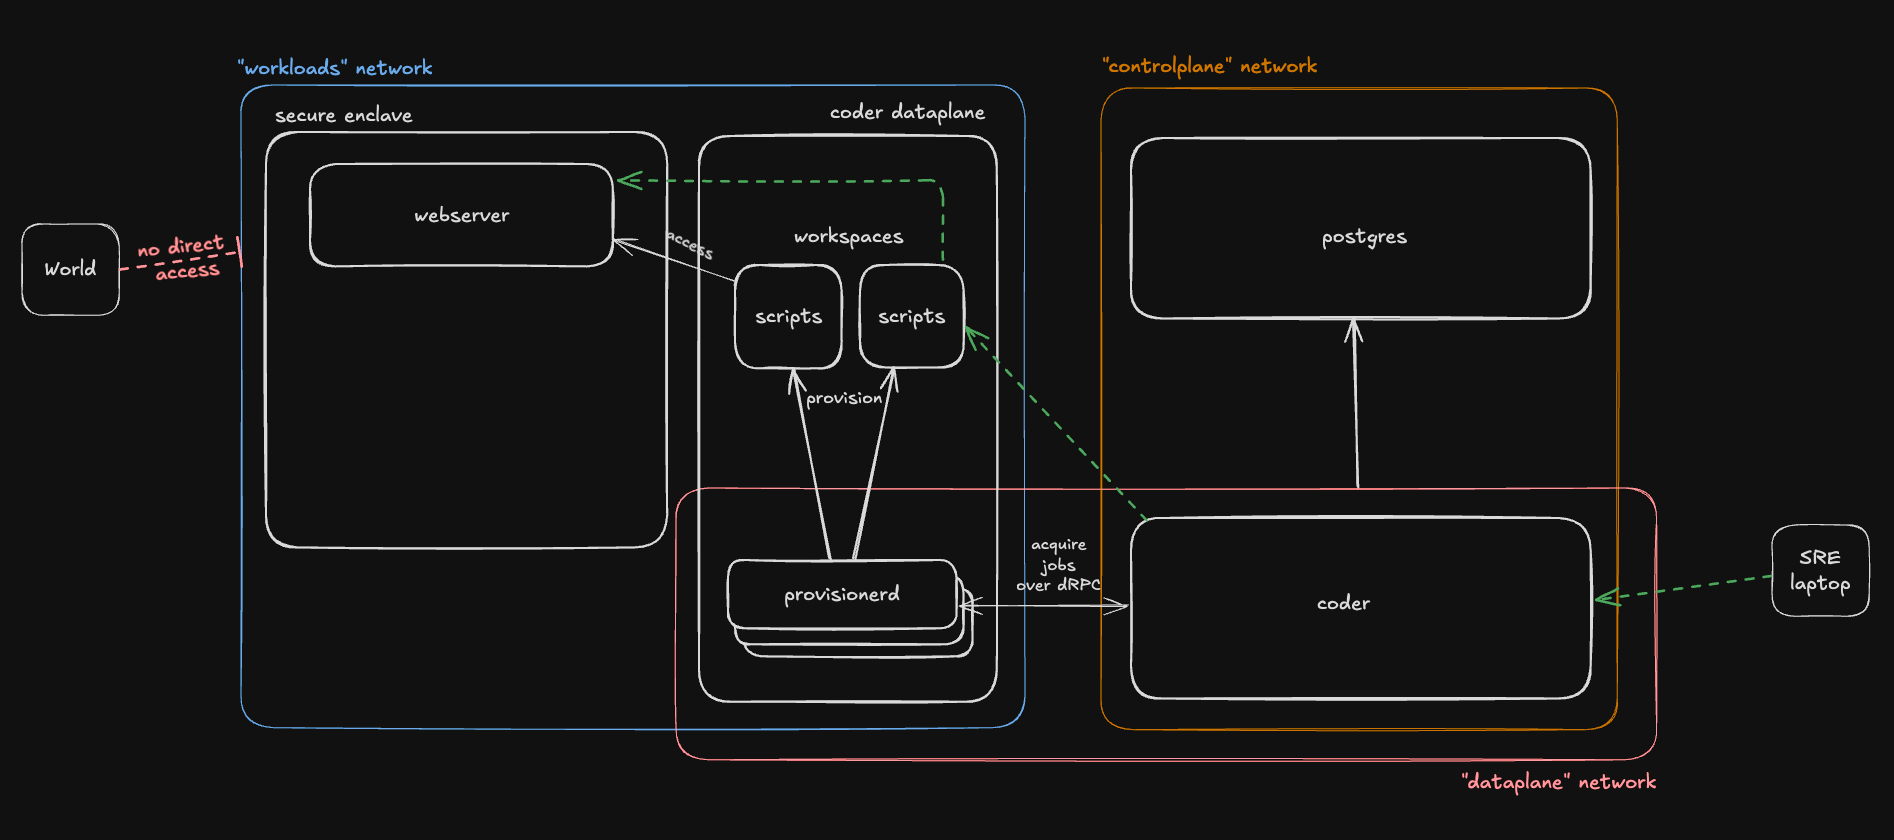 "workloads" network
"controlplane" network
secure enclave
coder dataplane
webserver
access
workspaces
postgres
World
no direct
access
scripts
scripts
provision
acquire
jobs
over dRPC
provisionerd
coder
SRE
laptop
"dataplane" network